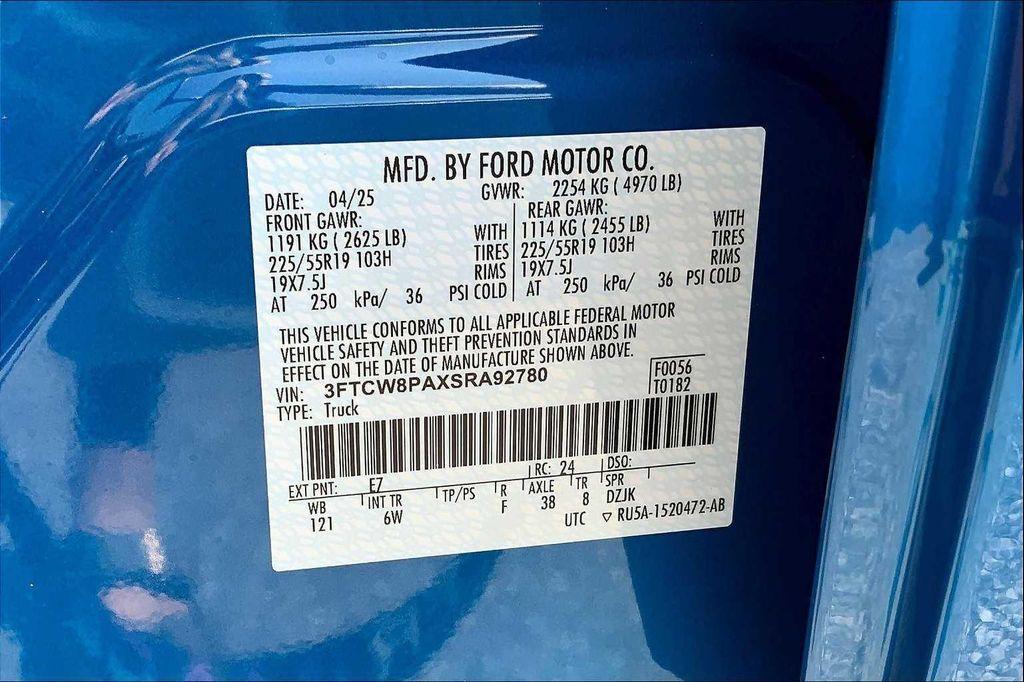 MFD. BY FORD MOTOR CO.
DATE: 04/25 GVWR: 2254 KG ( 4970 LB)
FRONT GAWR: REAR GAWR:
1191 KG ( 2625 LB) WITH 1114 KG ( 2455 LB) WITH
225/55R19 103H TIRES 225/55R19 103H TIRES
19X7.5J RIMS 19X7.5J RIMS
AT 250 kPa/ 36 PSI COLD AT 250 kPa/ 36 PSI COLD
THIS VEHICLE CONFORMS TO ALL APPLICABLE FEDERAL MOTOR
VEHICLE SAFETY AND THEFT PREVENTION STANDARDS IN
EFFECT ON THE DATE OF MANUFACTURE SHOWN ABOVE.
VIN: 3FTCW8PAXSRA92780 F0056
TYPE: Truck T0182
EXT PNT: E7 RC: 24 DSO:
WB INT TR TP/PS R AXLE TR SPR
121 6W F 38 8 DZJK
UTC ▽ RU5A-1520472-AB